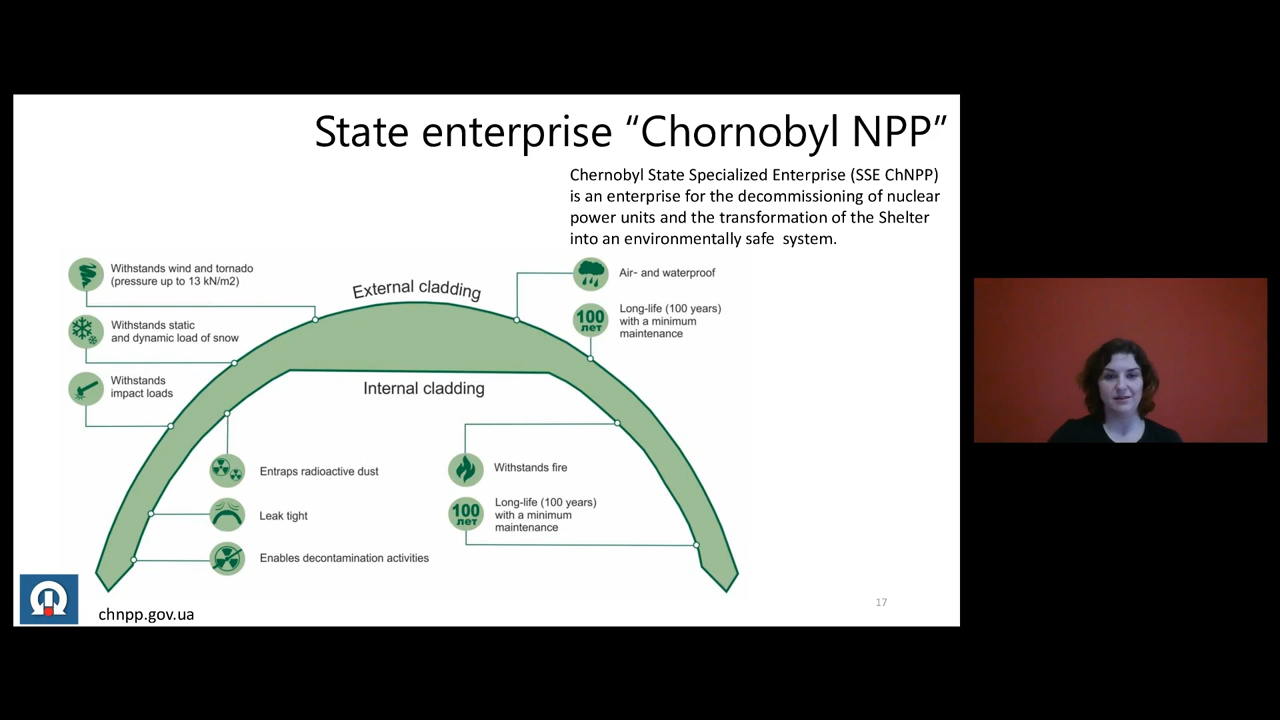 State enterprise “Chornobyl NPP”
Chernobyl State Specialized Enterprise (SSE ChNPP)
is an enterprise for the decommissioning of nuclear
power units and the transformation of the Shelter
into an environmentally safe system.
Withstands wind and tornado
(pressure up to 13 kN/m2)
Withstands static
and dynamic load of snow
Withstands
impact loads
External cladding
Air- and waterproof
100
лет
Long-life (100 years)
with a minimum
maintenance
Internal cladding
Entraps radioactive dust
Leak tight
Enables decontamination activities
Withstands fire
100
лет
Long-life (100 years)
with a minimum
maintenance
chnpp.gov.ua
17